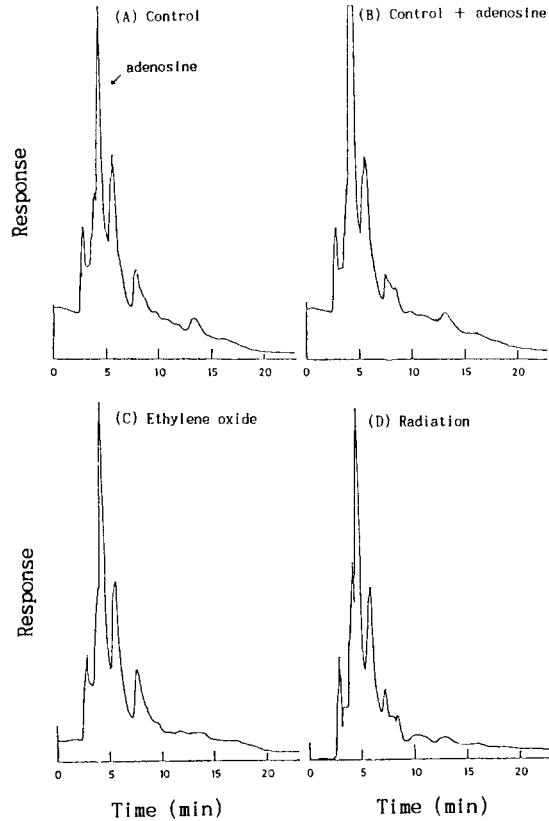 (A) Control
adenosine
Response
0 5 10 15 20
(B) Control + adenosine
0 5 10 15 20
(C) Ethylene oxide
Response
0 5 10 15 20
Time (min)
(D) Radiation
0 5 10 15 20
Time (min)